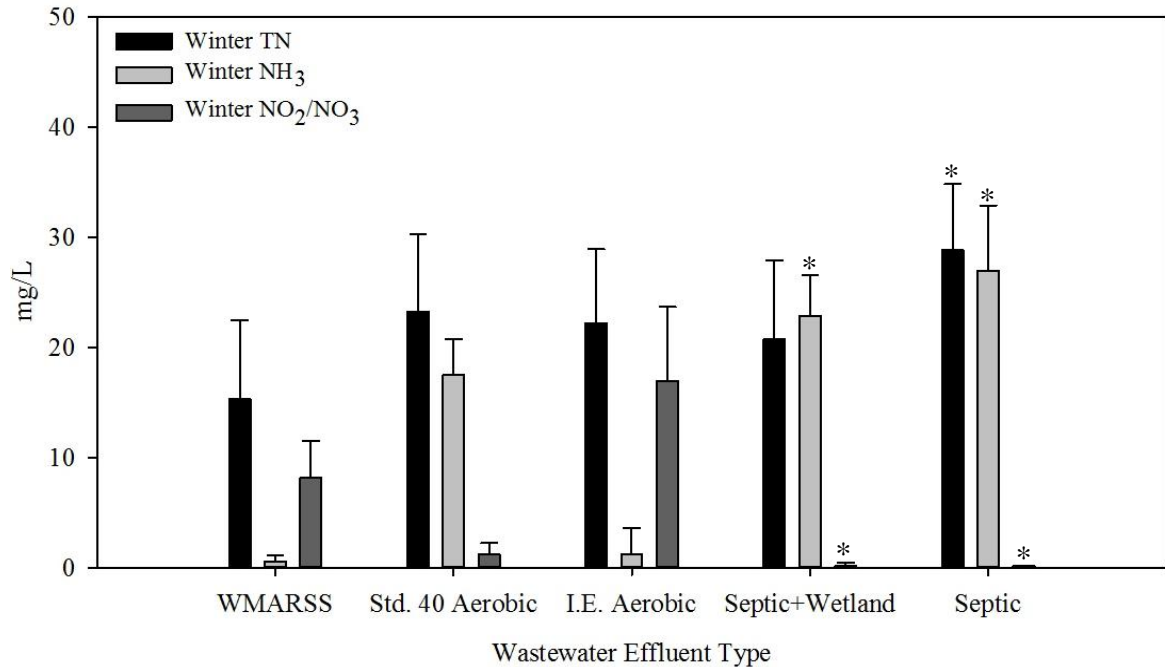 50
40
30
20
10
0
mg/L
Winter TN
Winter NH3
Winter NO2/NO3
*
*
*
*
*
WMARSS Std. 40 Aerobic I.E. Aerobic Septic+Wetland Septic
Wastewater Effluent Type